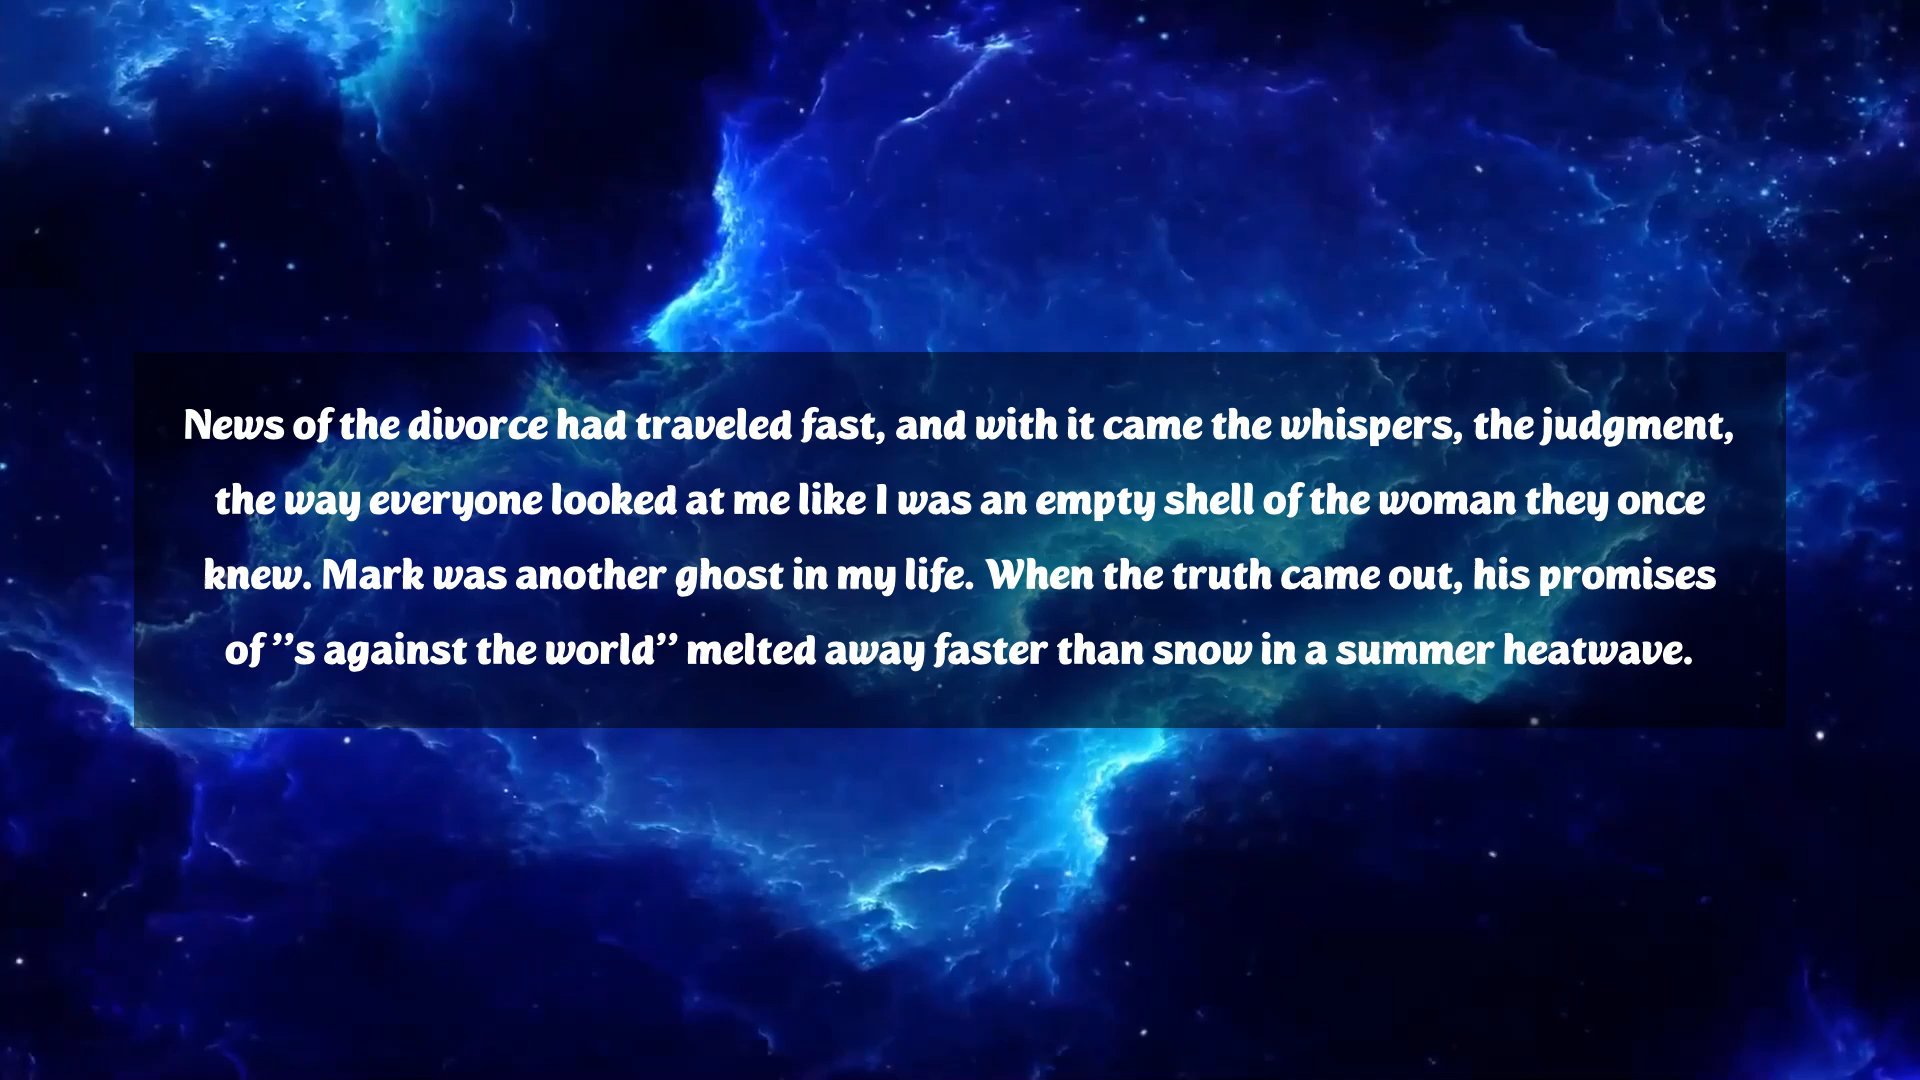 News of the divorce had traveled fast, and with it came the whispers, the judgment,
the way everyone looked at me like I was an empty shell of the woman they once
knew. Mark was another ghost in my life. When the truth came out, his promises
of ”s against the world” melted away faster than snow in a summer heatwave.